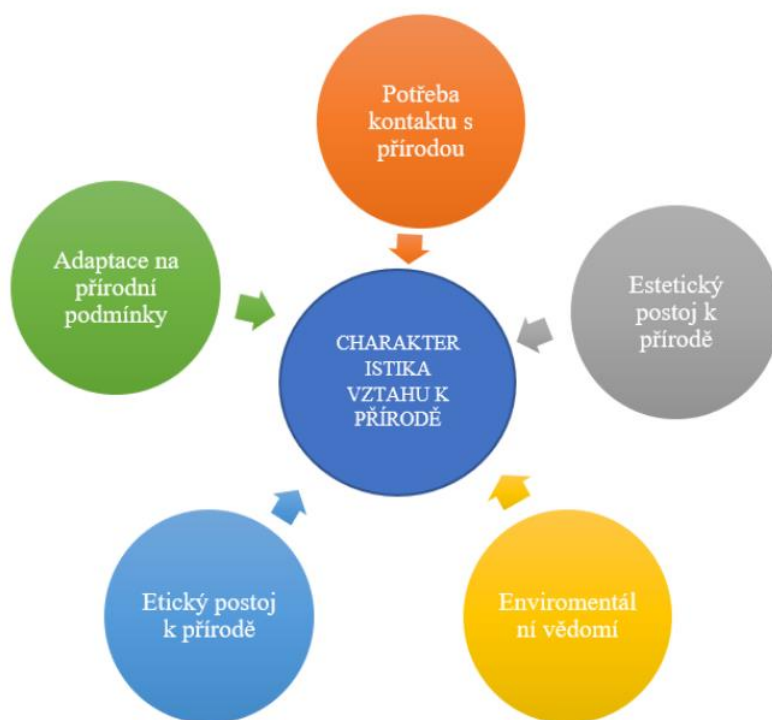 Potřeba
kontaktu s
přírodou
Adaptace na
přírodní
podmínky
Estetický
postoj k
přírodě
CHARAKTER
ISTIKA
VZTAHU K
PŘÍRODĚ
Etický postoj
k přírodě
Enviromentál
ní vědomí